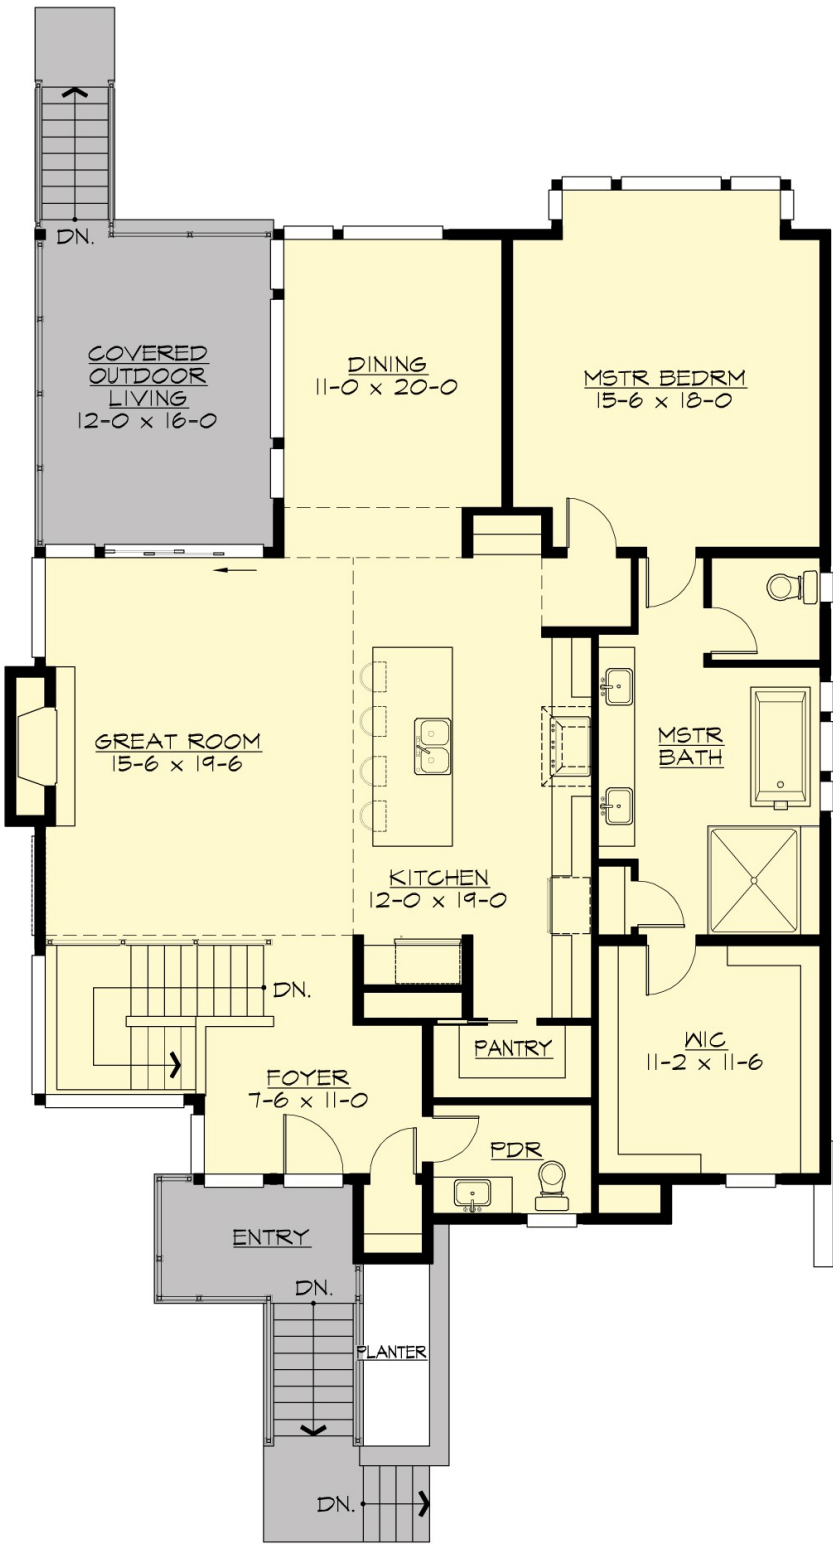 DN.
COVERED
OUTDOOR
LIVING
12-0 x 16-0
DINING
11-0 x 20-0
MSTR BEDRM
15-6 x 18-0
GREAT ROOM
15-6 x 19-6
MSTR
BATH
KITCHEN
12-0 x 19-0
DN.
PANTRY
WIC
11-2 x 11-6
FOYER
7-6 x 11-0
PDR
ENTRY
DN.
PLANTER
DN.